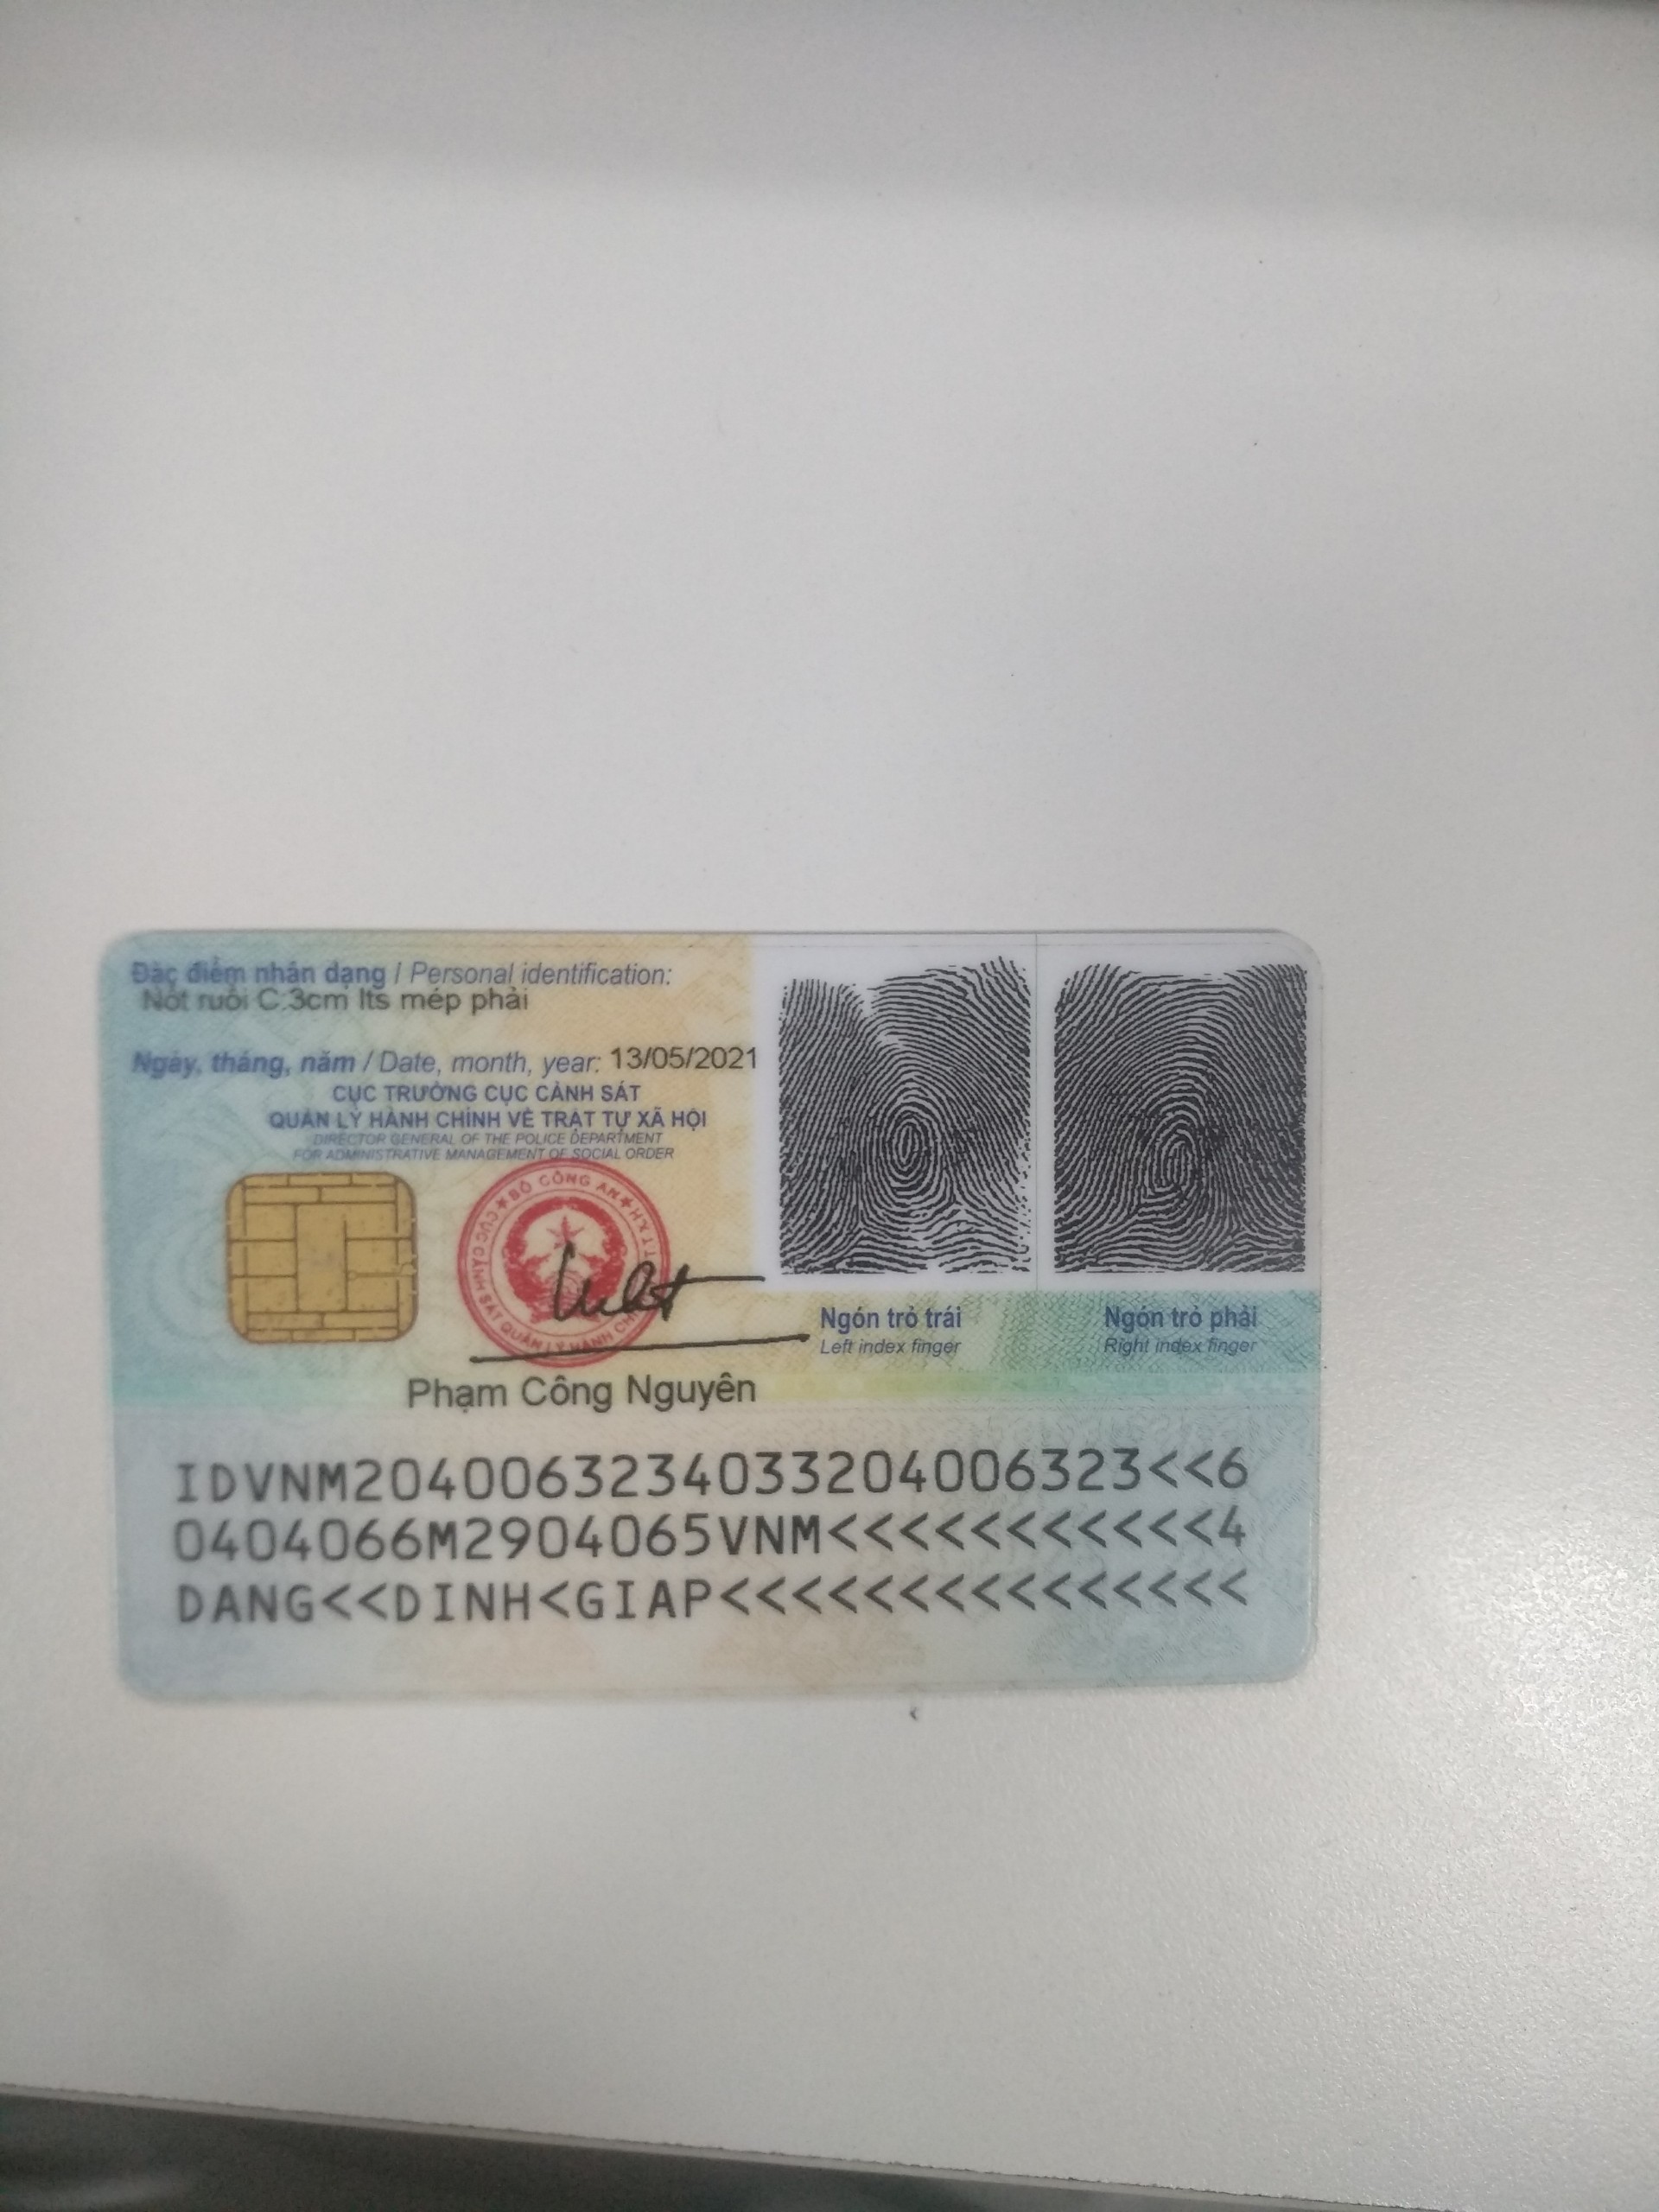 Đặc điểm nhân dạng / Personal identification:
Nốt ruồi C.3cm lts mép phải
Ngày, tháng, năm / Date, month, year: 13/05/2021
CỤC TRƯỞNG CỤC CẢNH SÁT
QUẢN LÝ HÀNH CHÍNH VỀ TRẬT TỰ XÃ HỘI
DIRECTOR GENERAL OF THE POLICE DEPARTMENT
FOR ADMINISTRATIVE MANAGEMENT OF SOCIAL ORDER
BỘ CÔNG AN
CỤC CẢNH SÁT QUẢN LÝ HÀNH CHÍNH
Phạm Công Nguyên
Ngón trỏ trái
Left index finger
Ngón trỏ phải
Right index finger
IDVNM2040063234033204006323<<6
0404066M2904065VNM<<<<<<<<<<<4
DANG<<DINH<GIAP<<<<<<<<<<<<<<<